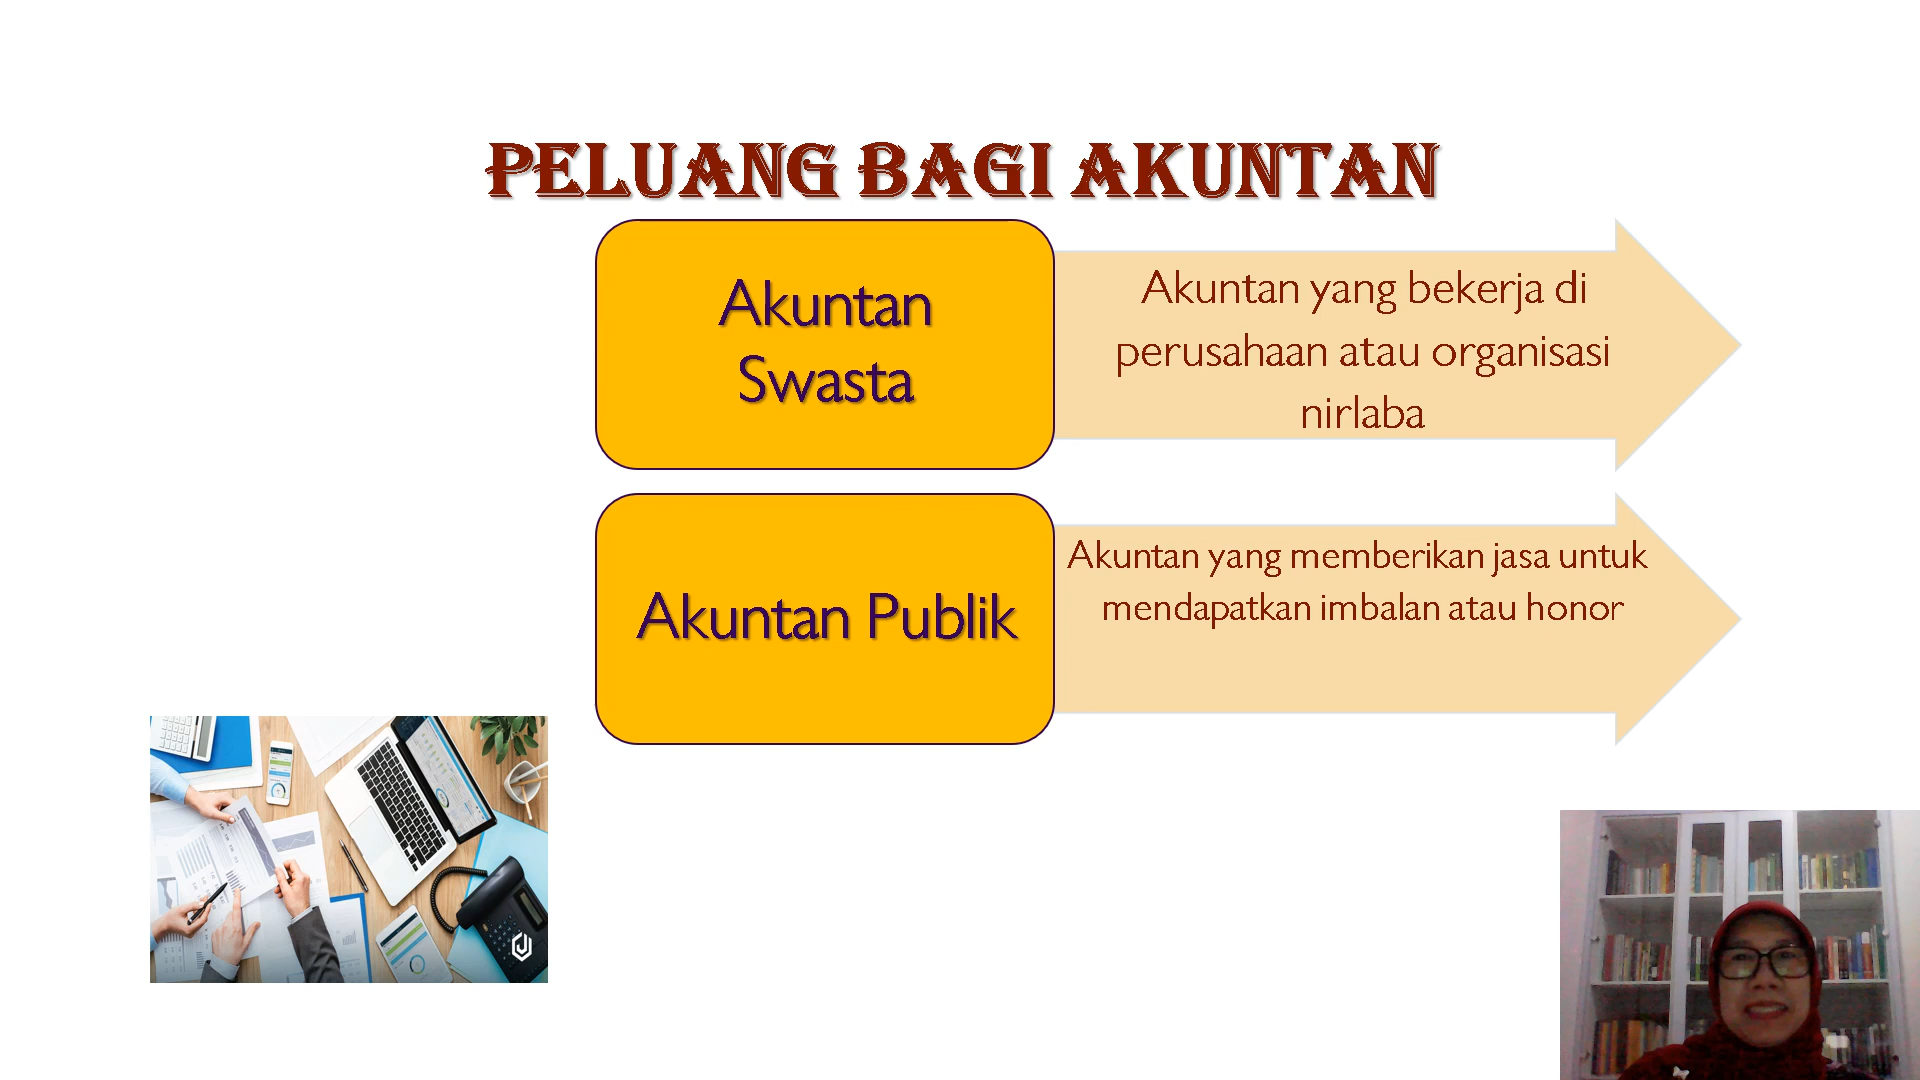 PELUANG BAGI AKUNTAN
Akuntan
Swasta
Akuntan yang bekerja di
perusahaan atau organisasi
nirlaba
Akuntan Publik
Akuntan yang memberikan jasa untuk
mendapatkan imbalan atau honor